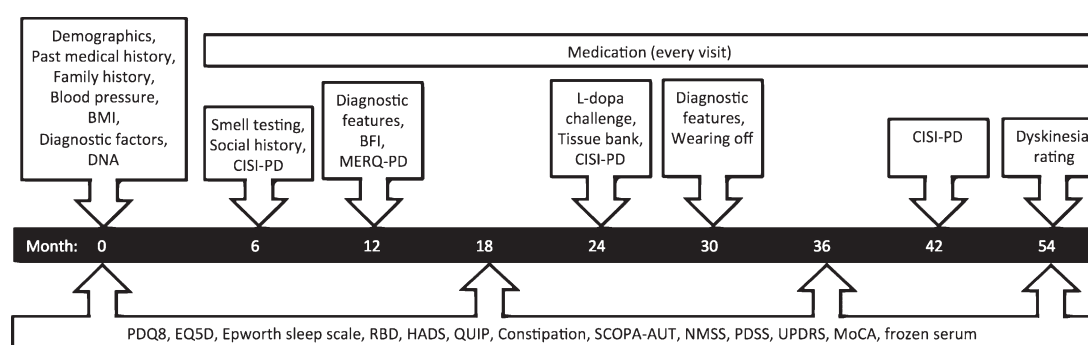 Demographics,
Past medical history,
Family history,
Blood pressure,
BMI,
Diagnostic factors,
DNA
Medication (every visit)
Smell testing,
Social history,
CISI-PD
Diagnostic
features,
BFI,
MERQ-PD
L-dopa
challenge,
Tissue bank,
CISI-PD
Diagnostic
features,
Wearing off
CISI-PD
Dyskinesia
rating
Month: 0 6 12 18 24 30 36 42 54
PDQ8, EQ5D, Epworth sleep scale, RBD, HADS, QUIP, Constipation, SCOPA-AUT, NMSS, PDSS, UPDRS, MoCA, frozen serum